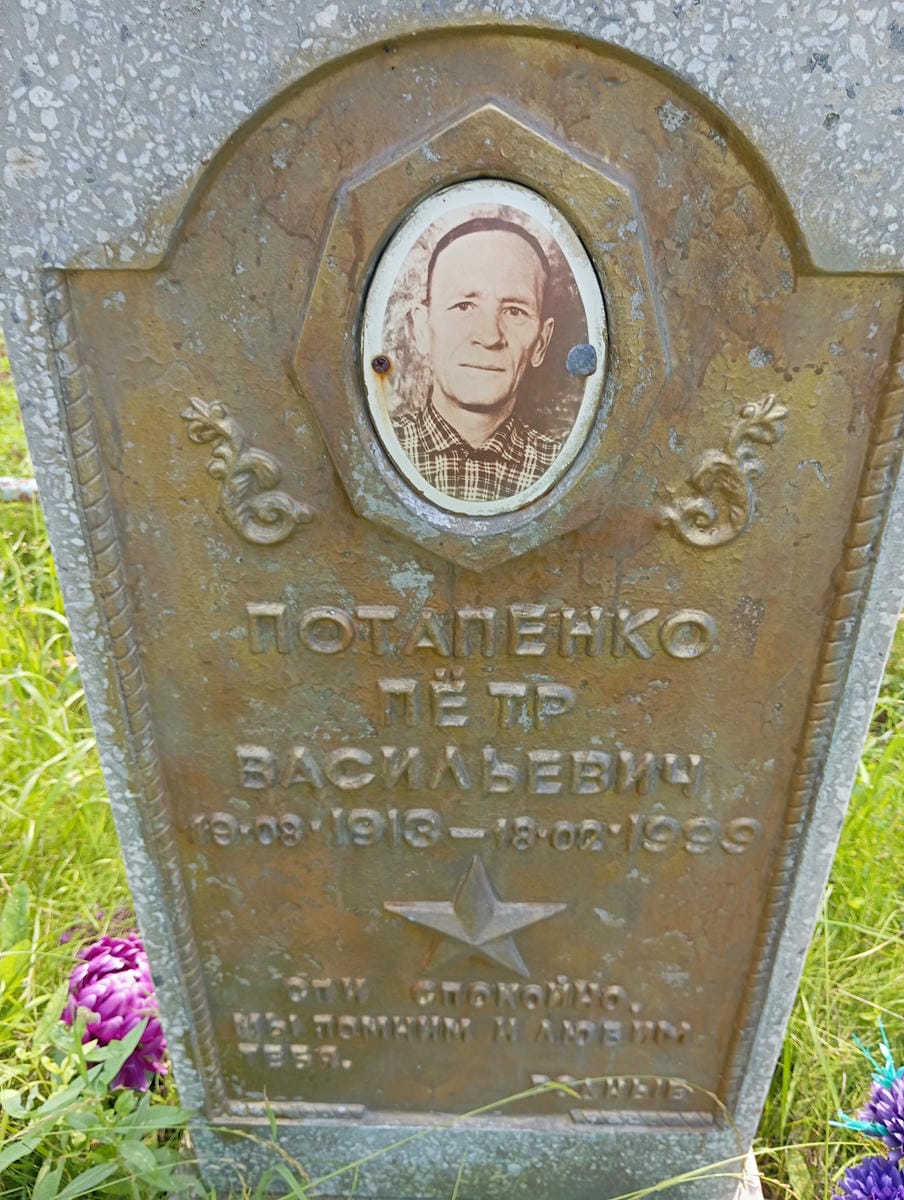 ПОТАПЕНКО
ПЁТР
ВАСИЛЬЕВИЧ
19·08·1913—18·02·1999
СПИ СПОКОЙНО,
МЫ ПОМНИМ И ЛЮБИМ
ТЕБЯ.
РОДНЫЕ